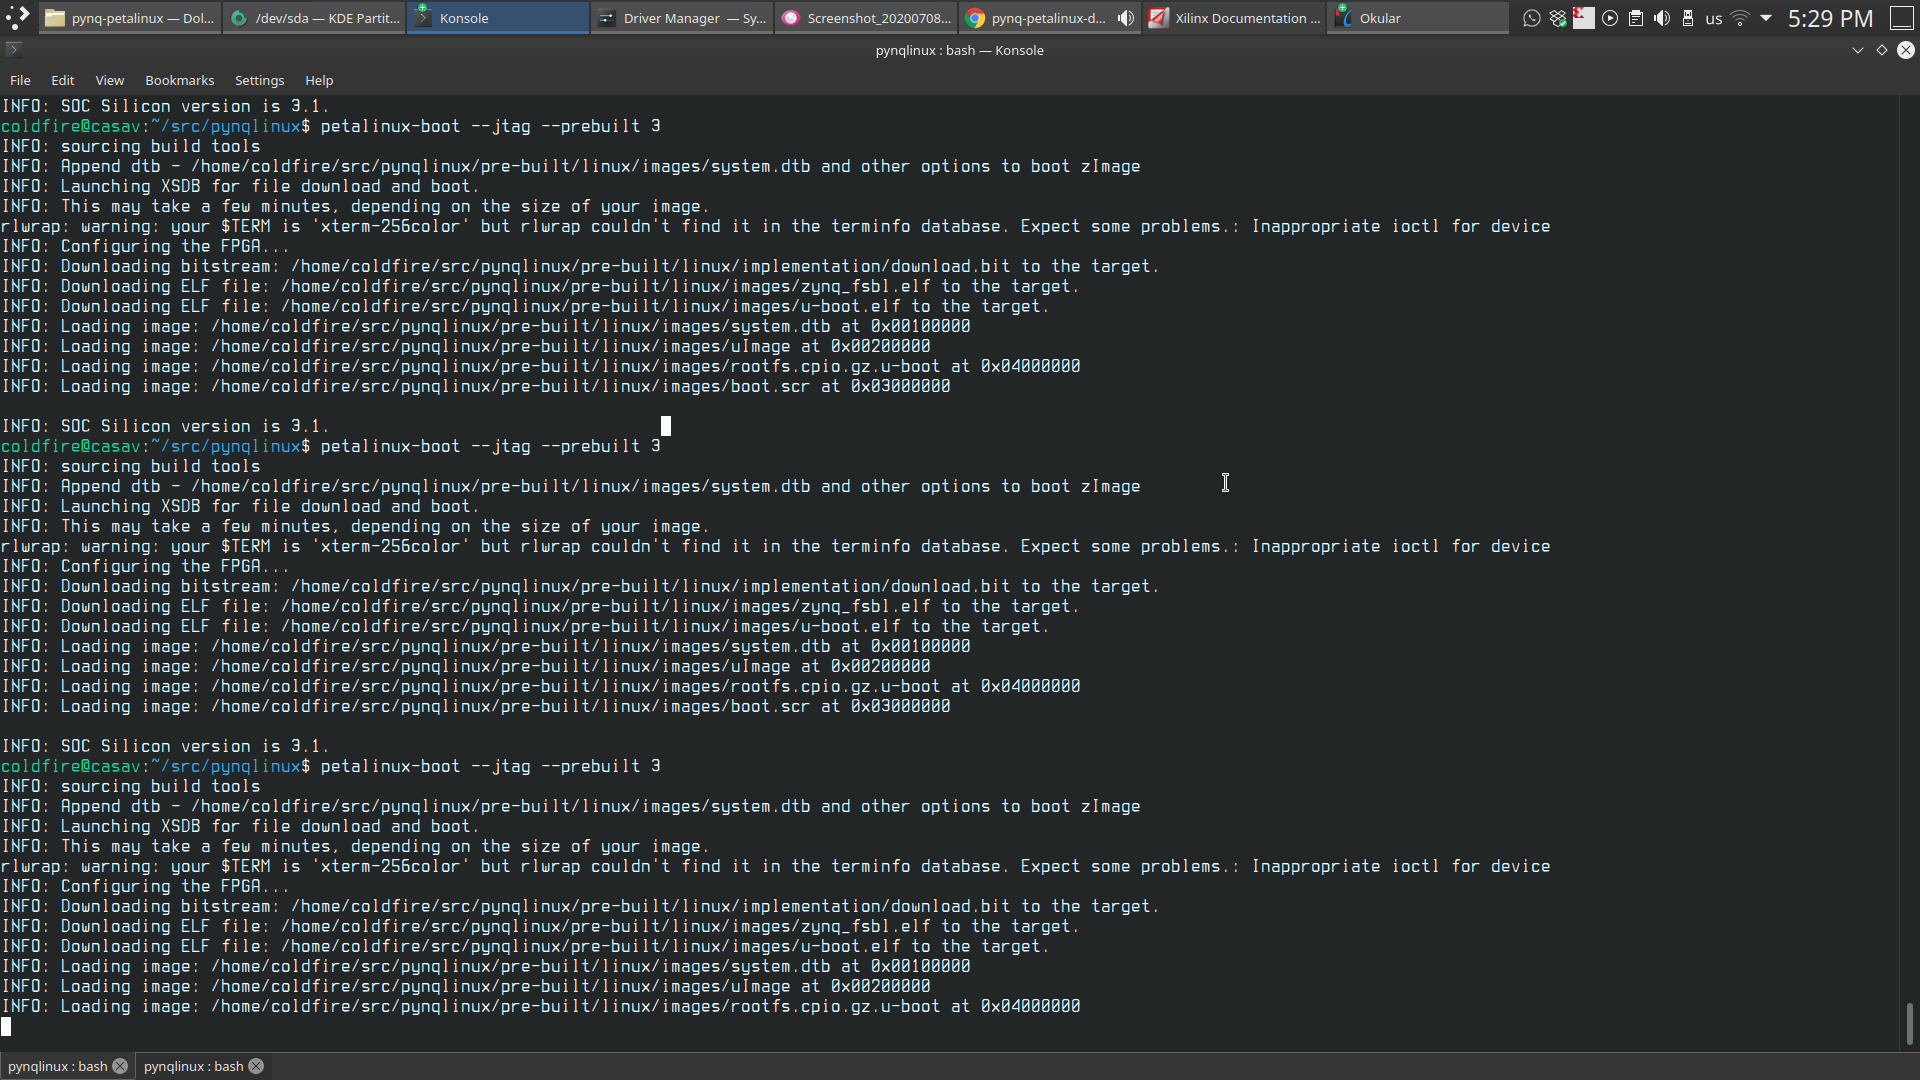 pynq-petalinux — Dol...
/dev/sda — KDE Partit...
Konsole
Driver Manager — Sy...
Screenshot_20200708...
pynq-petalinux-d...
Xilinx Documentation ...
Okular
us
5:29 PM
pynqlinux : bash — Konsole
File Edit View Bookmarks Settings Help
INFO: SOC Silicon version is 3.1.
coldfire@casav:~/src/pynqlinux$ petalinux-boot --jtag --prebuilt 3
INFO: sourcing build tools
INFO: Append dtb - /home/coldfire/src/pynqlinux/pre-built/linux/images/system.dtb and other options to boot zImage
INFO: Launching XSDB for file download and boot.
INFO: This may take a few minutes, depending on the size of your image.
rlwrap: warning: your $TERM is 'xterm-256color' but rlwrap couldn't find it in the terminfo database. Expect some problems.: Inappropriate ioctl for device
INFO: Configuring the FPGA...
INFO: Downloading bitstream: /home/coldfire/src/pynqlinux/pre-built/linux/implementation/download.bit to the target.
INFO: Downloading ELF file: /home/coldfire/src/pynqlinux/pre-built/linux/images/zynq_fsbl.elf to the target.
INFO: Downloading ELF file: /home/coldfire/src/pynqlinux/pre-built/linux/images/u-boot.elf to the target.
INFO: Loading image: /home/coldfire/src/pynqlinux/pre-built/linux/images/system.dtb at 0x00100000
INFO: Loading image: /home/coldfire/src/pynqlinux/pre-built/linux/images/uImage at 0x00200000
INFO: Loading image: /home/coldfire/src/pynqlinux/pre-built/linux/images/rootfs.cpio.gz.u-boot at 0x04000000
INFO: Loading image: /home/coldfire/src/pynqlinux/pre-built/linux/images/boot.scr at 0x03000000
INFO: SOC Silicon version is 3.1.
coldfire@casav:~/src/pynqlinux$ petalinux-boot --jtag --prebuilt 3
INFO: sourcing build tools
INFO: Append dtb - /home/coldfire/src/pynqlinux/pre-built/linux/images/system.dtb and other options to boot zImage
INFO: Launching XSDB for file download and boot.
INFO: This may take a few minutes, depending on the size of your image.
rlwrap: warning: your $TERM is 'xterm-256color' but rlwrap couldn't find it in the terminfo database. Expect some problems.: Inappropriate ioctl for device
INFO: Configuring the FPGA...
INFO: Downloading bitstream: /home/coldfire/src/pynqlinux/pre-built/linux/implementation/download.bit to the target.
INFO: Downloading ELF file: /home/coldfire/src/pynqlinux/pre-built/linux/images/zynq_fsbl.elf to the target.
INFO: Downloading ELF file: /home/coldfire/src/pynqlinux/pre-built/linux/images/u-boot.elf to the target.
INFO: Loading image: /home/coldfire/src/pynqlinux/pre-built/linux/images/system.dtb at 0x00100000
INFO: Loading image: /home/coldfire/src/pynqlinux/pre-built/linux/images/uImage at 0x00200000
INFO: Loading image: /home/coldfire/src/pynqlinux/pre-built/linux/images/rootfs.cpio.gz.u-boot at 0x04000000
INFO: Loading image: /home/coldfire/src/pynqlinux/pre-built/linux/images/boot.scr at 0x03000000
INFO: SOC Silicon version is 3.1.
coldfire@casav:~/src/pynqlinux$ petalinux-boot --jtag --prebuilt 3
INFO: sourcing build tools
INFO: Append dtb - /home/coldfire/src/pynqlinux/pre-built/linux/images/system.dtb and other options to boot zImage
INFO: Launching XSDB for file download and boot.
INFO: This may take a few minutes, depending on the size of your image.
rlwrap: warning: your $TERM is 'xterm-256color' but rlwrap couldn't find it in the terminfo database. Expect some problems.: Inappropriate ioctl for device
INFO: Configuring the FPGA...
INFO: Downloading bitstream: /home/coldfire/src/pynqlinux/pre-built/linux/implementation/download.bit to the target.
INFO: Downloading ELF file: /home/coldfire/src/pynqlinux/pre-built/linux/images/zynq_fsbl.elf to the target.
INFO: Downloading ELF file: /home/coldfire/src/pynqlinux/pre-built/linux/images/u-boot.elf to the target.
INFO: Loading image: /home/coldfire/src/pynqlinux/pre-built/linux/images/system.dtb at 0x00100000
INFO: Loading image: /home/coldfire/src/pynqlinux/pre-built/linux/images/uImage at 0x00200000
INFO: Loading image: /home/coldfire/src/pynqlinux/pre-built/linux/images/rootfs.cpio.gz.u-boot at 0x04000000
pynqlinux : bash
pynqlinux : bash